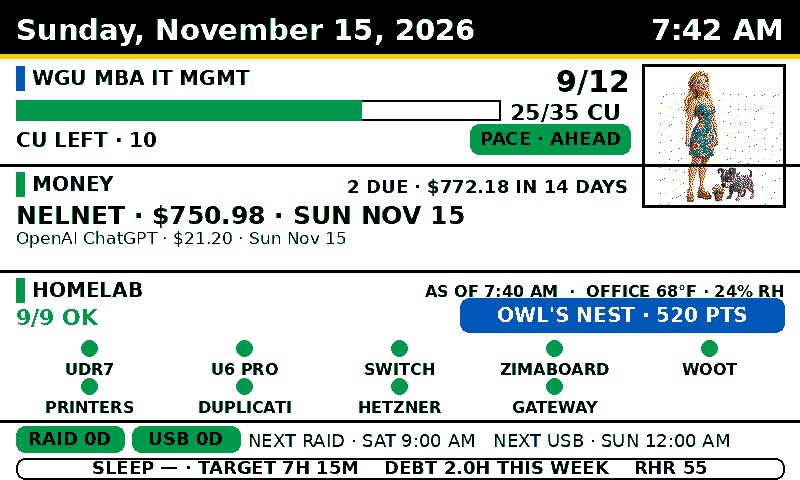 Sunday, November 15, 2026 7:42 AM
WGU MBA IT MGMT 9/12
25/35 CU
CU LEFT · 10 PACE · AHEAD
MONEY 2 DUE · $772.18 IN 14 DAYS
NELNET · $750.98 · SUN NOV 15
OpenAI ChatGPT · $21.20 · Sun Nov 15
HOMELAB AS OF 7:40 AM · OFFICE 68°F · 24% RH
9/9 OK OWL'S NEST · 520 PTS
UDR7 U6 PRO SWITCH ZIMABOARD WOOT
PRINTERS DUPLICATI HETZNER GATEWAY
RAID 0D USB 0D NEXT RAID · SAT 9:00 AM NEXT USB · SUN 12:00 AM
SLEEP — · TARGET 7H 15M DEBT 2.0H THIS WEEK RHR 55